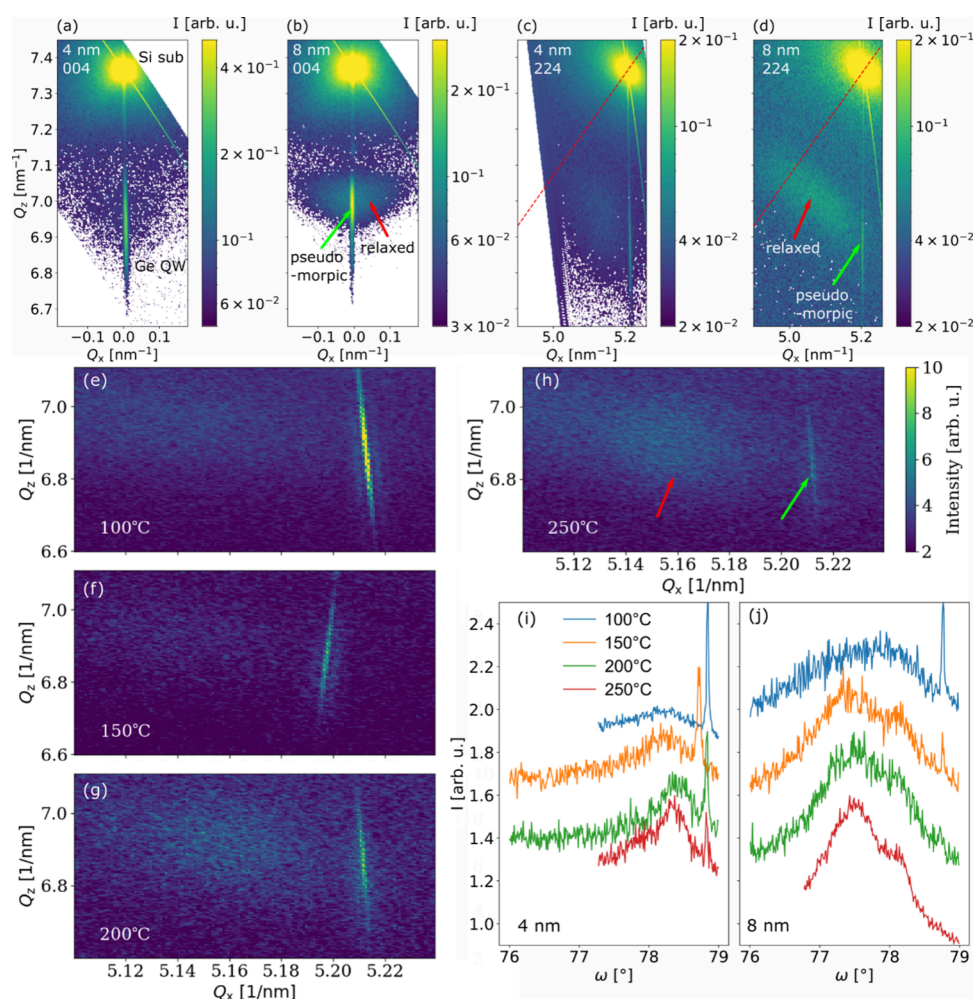 (a) I [arb. u.] (b) I [arb. u.] (c) I [arb. u.] (d) I [arb. u.]
4 nm Si sub
004
8 nm
004
4 nm
224
8 nm
224
7.4
7.3
7.2
7.1
7.0
6.9
6.8
6.7
Q_z [nm⁻¹]
Ge QW
4 × 10⁻¹
3 × 10⁻¹
2 × 10⁻¹
10⁻¹
6 × 10⁻²
pseudo
-morpic
relaxed
2 × 10⁻¹
10⁻¹
6 × 10⁻²
3 × 10⁻²
2 × 10⁻¹
10⁻¹
4 × 10⁻²
2 × 10⁻²
relaxed
pseudo
-morpic
2 × 10⁻¹
10⁻¹
4 × 10⁻²
2 × 10⁻²
−0.1 0.0 0.1
Q_x [nm⁻¹]
−0.1 0.0 0.1
Q_x [nm⁻¹]
5.0 5.2
Q_x [nm⁻¹]
5.0 5.2
Q_x [nm⁻¹]
(e)
7.0
6.8
6.6
Q_z [1/nm]
100℃
(h)
7.0
6.8
6.6
Q_z [1/nm]
250℃
5.12 5.14 5.16 5.18 5.20 5.22
Q_x [1/nm]
10
8
6
4
2
Intensity [arb. u.]
(f)
7.0
6.8
6.6
Q_z [1/nm]
150℃
(g)
7.0
6.8
Q_z [1/nm]
200℃
5.12 5.14 5.16 5.18 5.20 5.22
Q_x [1/nm]
(i)
100°C
150°C
200°C
250°C
2.4
2.2
2.0
1.8
1.6
1.4
1.2
1.0
I [arb. u.]
4 nm
76 77 78 79
ω [°]
(j)
8 nm
76 77 78 79
ω [°]